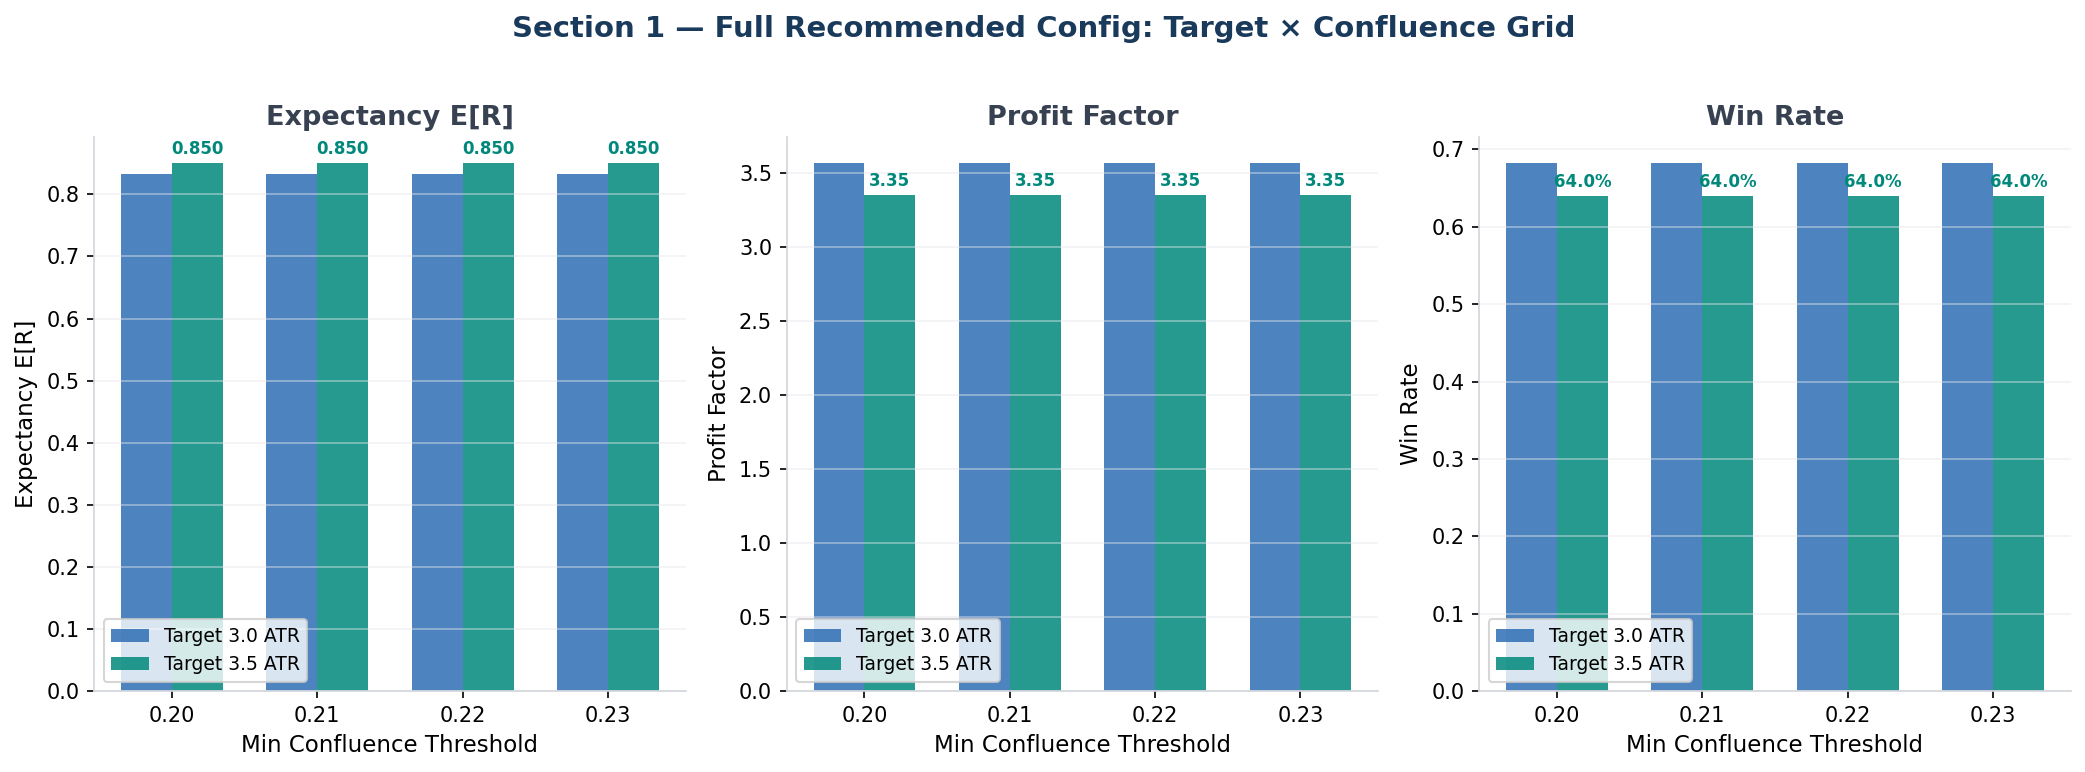 Section 1 — Full Recommended Config: Target × Confluence Grid
Expectancy E[R]
0.850 0.850 0.850 0.850
0.8
0.7
0.6
0.5
0.4
0.3
0.2
0.1
0.0
Expectancy E[R]
Target 3.0 ATR
Target 3.5 ATR
0.20 0.21 0.22 0.23
Min Confluence Threshold
Profit Factor
3.35 3.35 3.35 3.35
3.5
3.0
2.5
2.0
1.5
1.0
0.5
0.0
Profit Factor
Target 3.0 ATR
Target 3.5 ATR
0.20 0.21 0.22 0.23
Min Confluence Threshold
Win Rate
64.0% 64.0% 64.0% 64.0%
0.7
0.6
0.5
0.4
0.3
0.2
0.1
0.0
Win Rate
Target 3.0 ATR
Target 3.5 ATR
0.20 0.21 0.22 0.23
Min Confluence Threshold